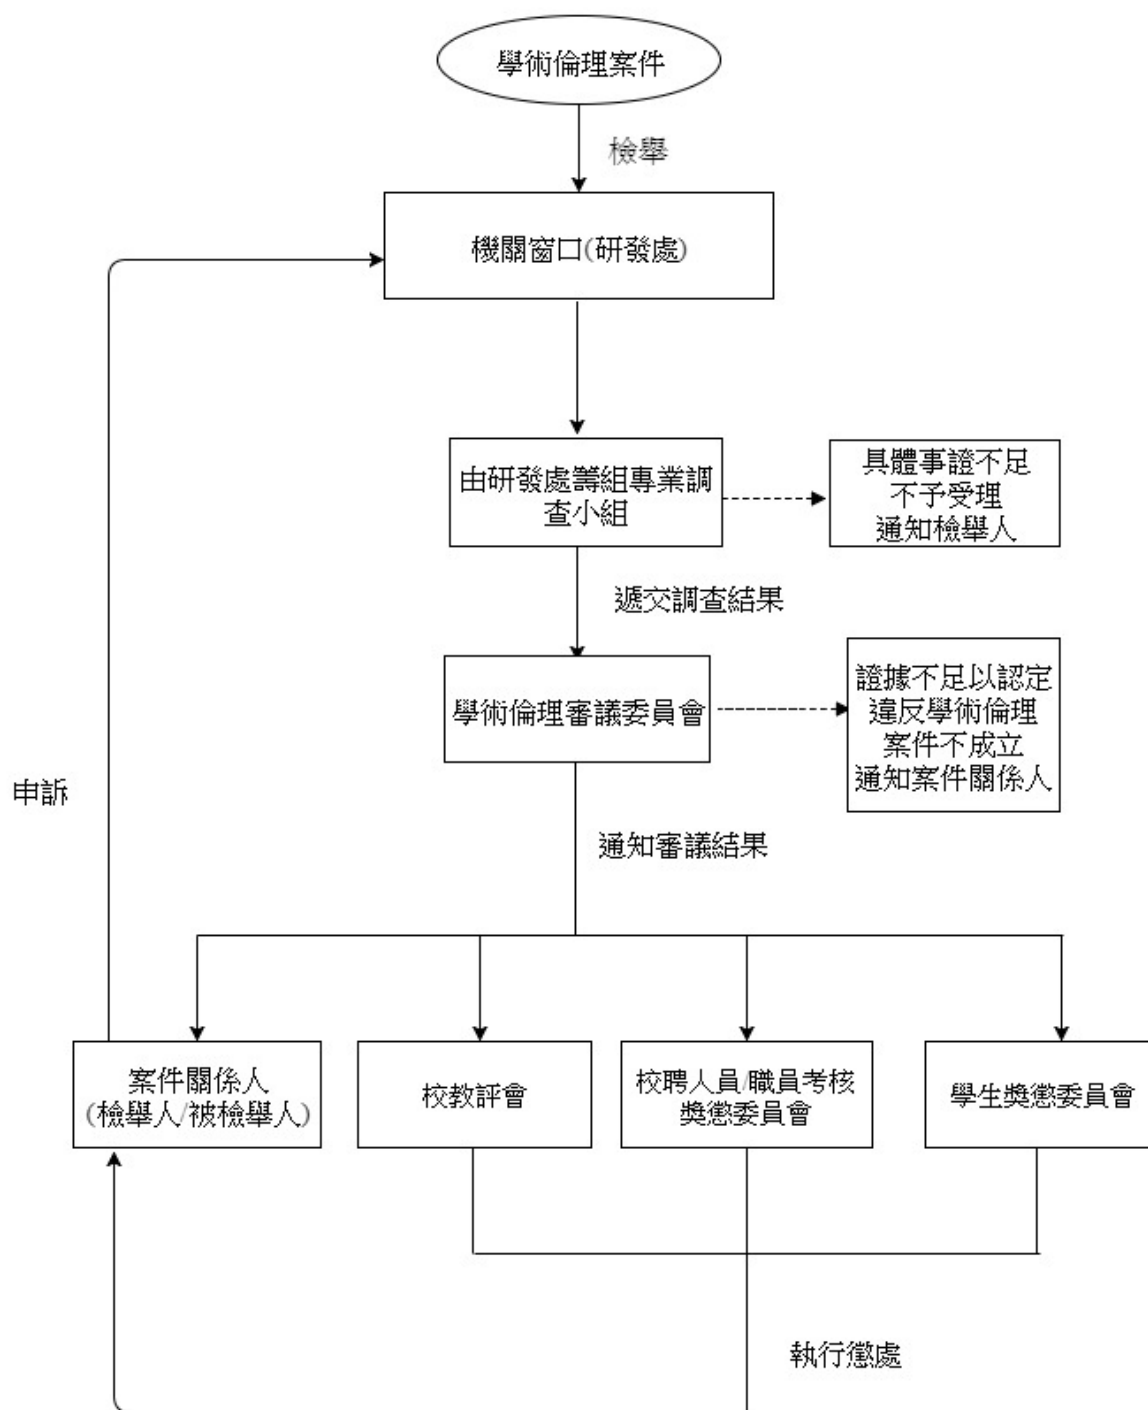 學術倫理案件
檢舉
機關窗口(研發處)
由研發處籌組專業調
查小組
具體事證不足
不予受理
通知檢舉人
遞交調查結果
學術倫理審議委員會
證據不足以認定
違反學術倫理
案件不成立
通知案件關係人
申訴
通知審議結果
案件關係人
(檢舉人/被檢舉人)
校教評會
校聘人員/職員考核
獎懲委員會
學生獎懲委員會
執行懲處